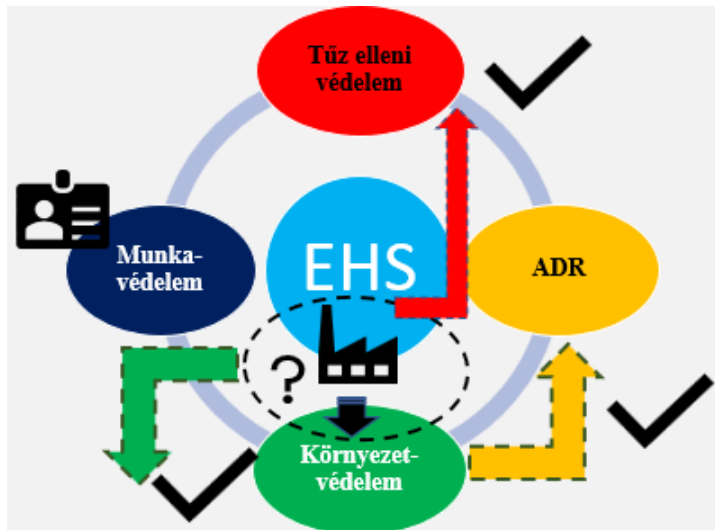 Tűz elleni
védelem
Munka-
védelem
EHS
ADR
?
Környezet-
védelem